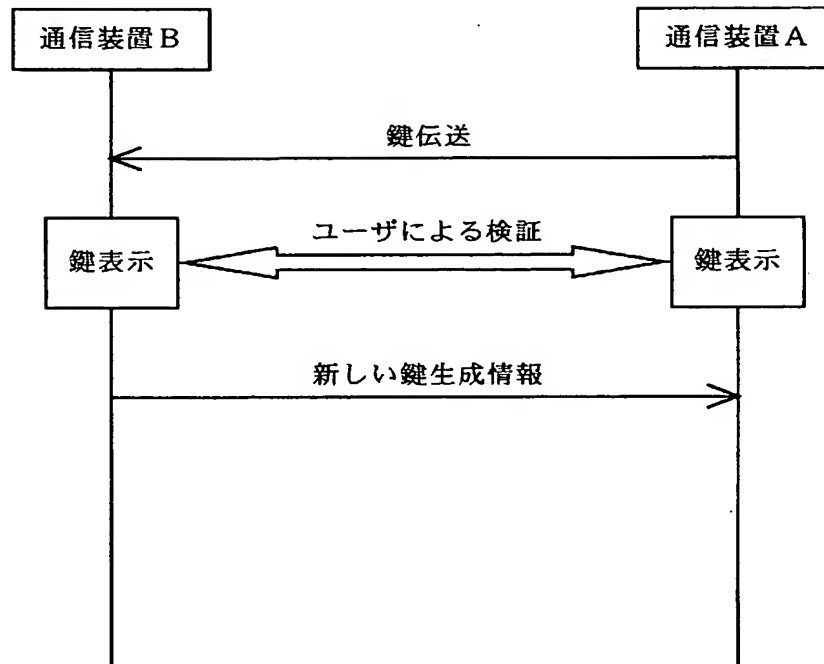 通信装置B
通信装置A
鍵伝送
ユーザによる検証
鍵表示
鍵表示
新しい鍵生成情報